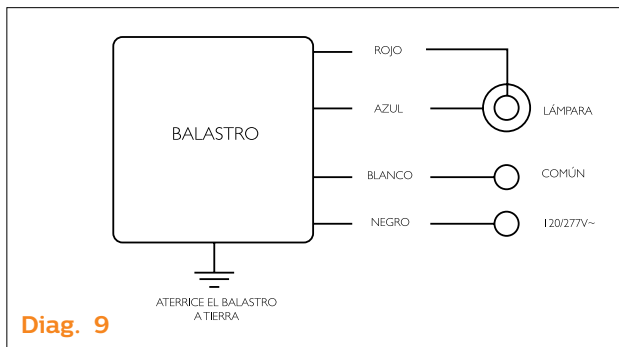 ROJO
AZUL
LÁMPARA
BALASTRO
BLANCO
COMÚN
NEGRO
120/277V~
ATERRICE EL BALASTRO
A TIERRA
Diag. 9